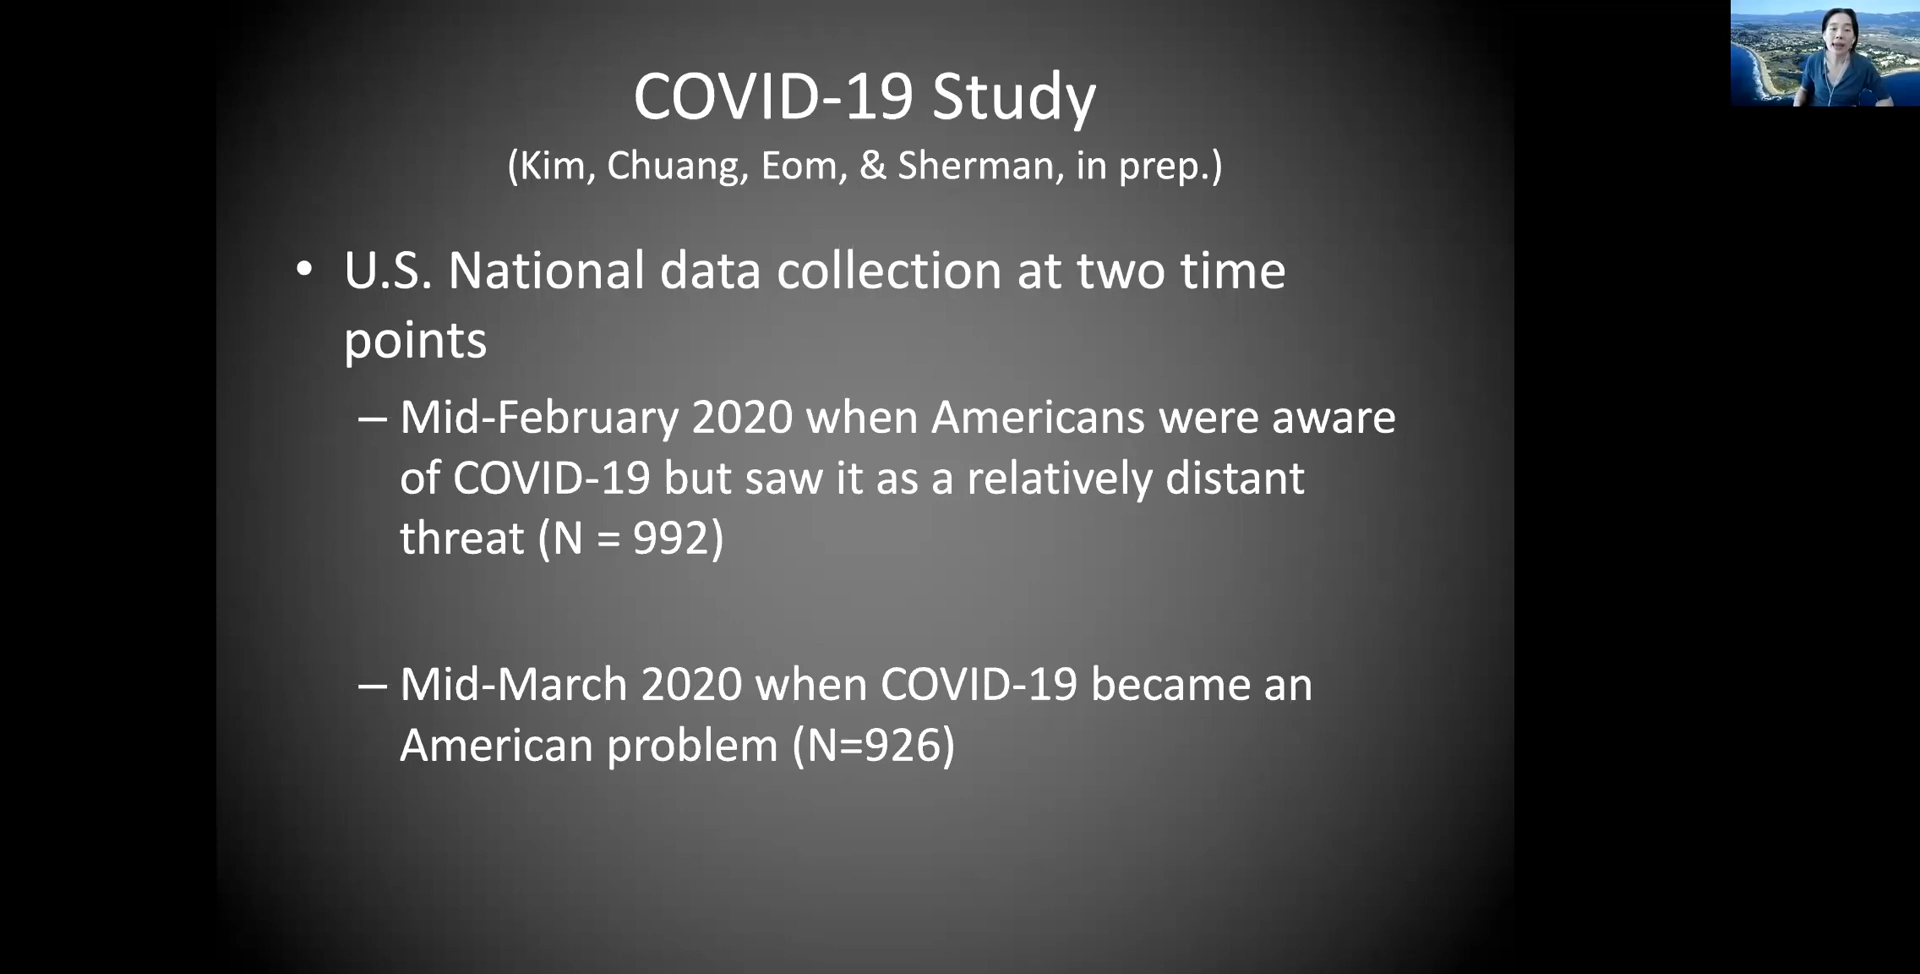 COVID-19 Study
(Kim, Chuang, Eom, & Sherman, in prep.)
• U.S. National data collection at two time
points
– Mid-February 2020 when Americans were aware
of COVID-19 but saw it as a relatively distant
threat (N = 992)
– Mid-March 2020 when COVID-19 became an
American problem (N=926)